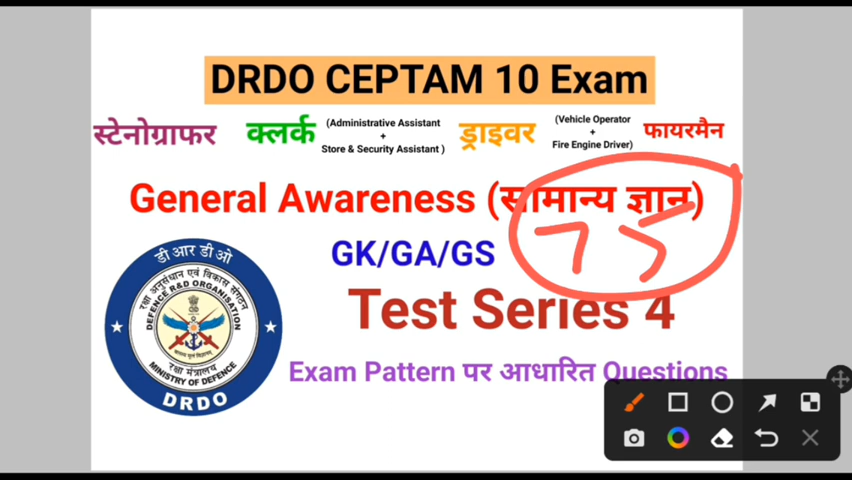 DRDO CEPTAM 10 Exam
स्टेनोग्राफर क्लर्क (Administrative Assistant + Store & Security Assistant ) ड्राइवर (Vehicle Operator + Fire Engine Driver) फायरमैन
General Awareness (सामान्य ज्ञान)
75
GK/GA/GS
Test Series 4
Exam Pattern पर आधारित Questions
डी आर डी ओ
रक्षा अनुसंधान एवं विकास संगठन
DEFENCE R&D ORGANISATION
रक्षा मंत्रालय
MINISTRY OF DEFENCE
DRDO